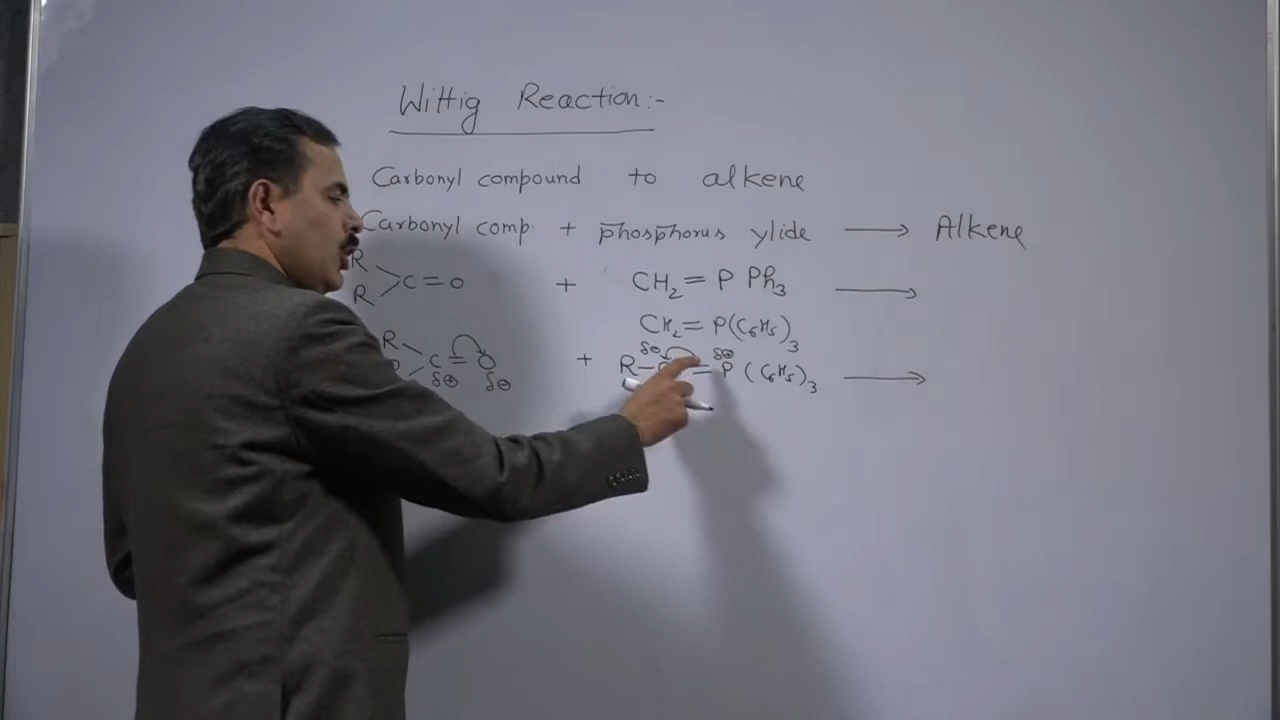 Wittig Reaction:-
Carbonyl compound to alkene
Carbonyl comp. + phosphorus ylide ⟶ Alkene
R
R >C=O + CH₂=P Ph₃ ⟶
CH₂=P(C₆H₅)₃
R δ⊖ δ⊕
C=O + R– =P(C₆H₅)₃ ⟶
δ⊕ δ⊖